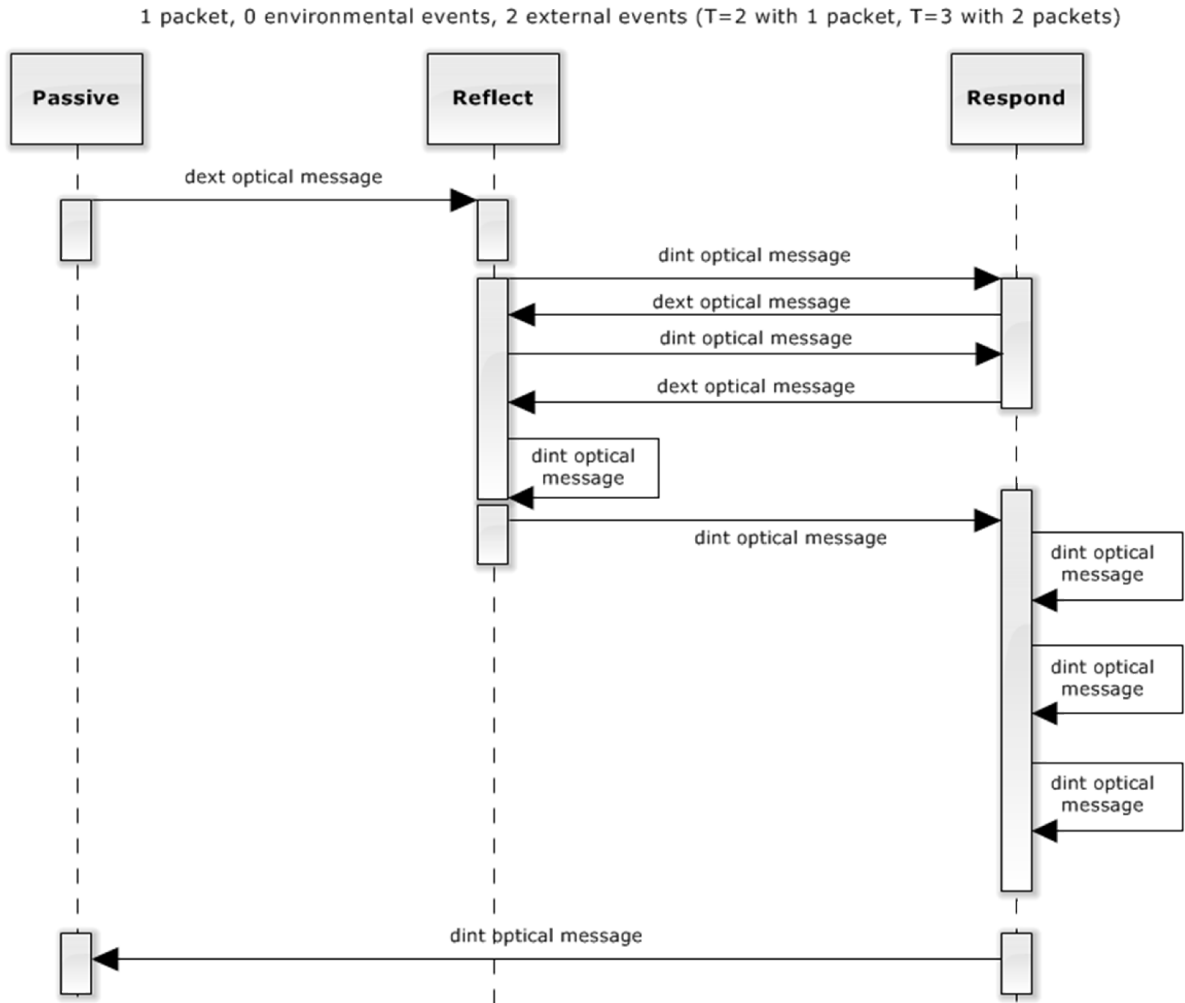 1 packet, 0 environmental events, 2 external events (T=2 with 1 packet, T=3 with 2 packets)
Passive
Reflect
Respond
dext optical message
dint optical message
dext optical message
dint optical message
dext optical message
dint optical
message
dint optical message
dint optical
message
dint optical
message
dint optical
message
dint optical message